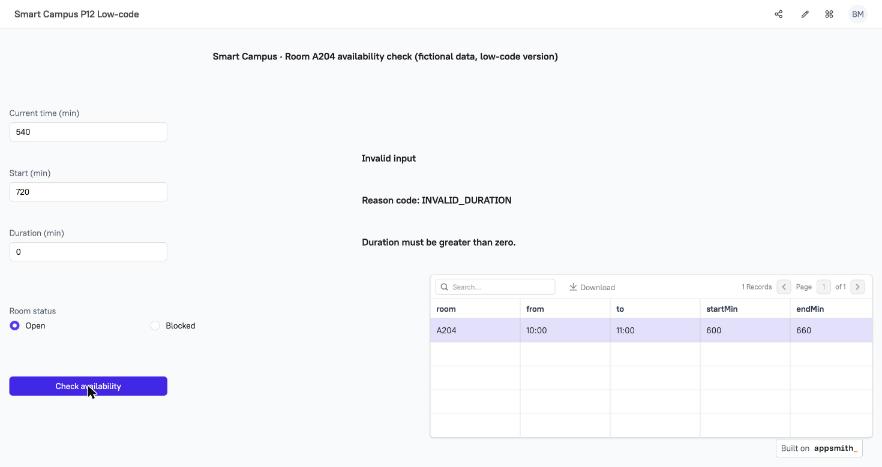 Smart Campus P12 Low-code
BM
Smart Campus - Room A204 availability check (fictional data, low-code version)
Current time (min)
540
Start (min)
720
Duration (min)
0
Room status
Open
Blocked
Check availability
Invalid input
Reason code: INVALID_DURATION
Duration must be greater than zero.
Search...
Download
1 Records
Page
1
of 1
room from to startMin endMin
A204 10:00 11:00 600 660
Built on appsmith_